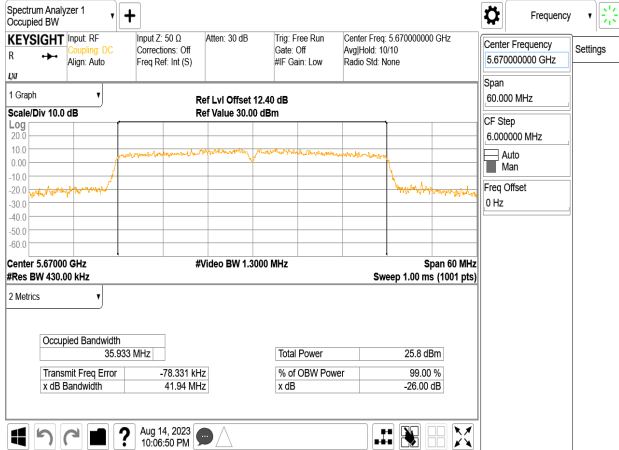 Spectrum Analyzer 1
Occupied BW
Frequency
KEYSIGHT
R
LXI
Input: RF
Coupling: DC
Align: Auto
Input Z: 50 Ω
Corrections: Off
Freq Ref: Int (S)
Atten: 30 dB
Trig: Free Run
Gate: Off
#IF Gain: Low
Center Freq: 5.670000000 GHz
Avg|Hold: 10/10
Radio Std: None
Center Frequency
5.670000000 GHz
Settings
Span
60.000 MHz
CF Step
6.000000 MHz
Auto
Man
Freq Offset
0 Hz
1 Graph
Scale/Div 10.0 dB
Ref Lvl Offset 12.40 dB
Ref Value 30.00 dBm
Log
20.0
10.0
0.00
-10.0
-20.0
-30.0
-40.0
-50.0
-60.0
Center 5.67000 GHz
#Video BW 1.3000 MHz
Span 60 MHz
#Res BW 430.00 kHz
Sweep 1.00 ms (1001 pts)
2 Metrics
Occupied Bandwidth
35.933 MHz
Total Power 25.8 dBm
Transmit Freq Error -78.331 kHz
% of OBW Power 99.00 %
x dB Bandwidth 41.94 MHz
x dB -26.00 dB
?
Aug 14, 2023
10:06:50 PM